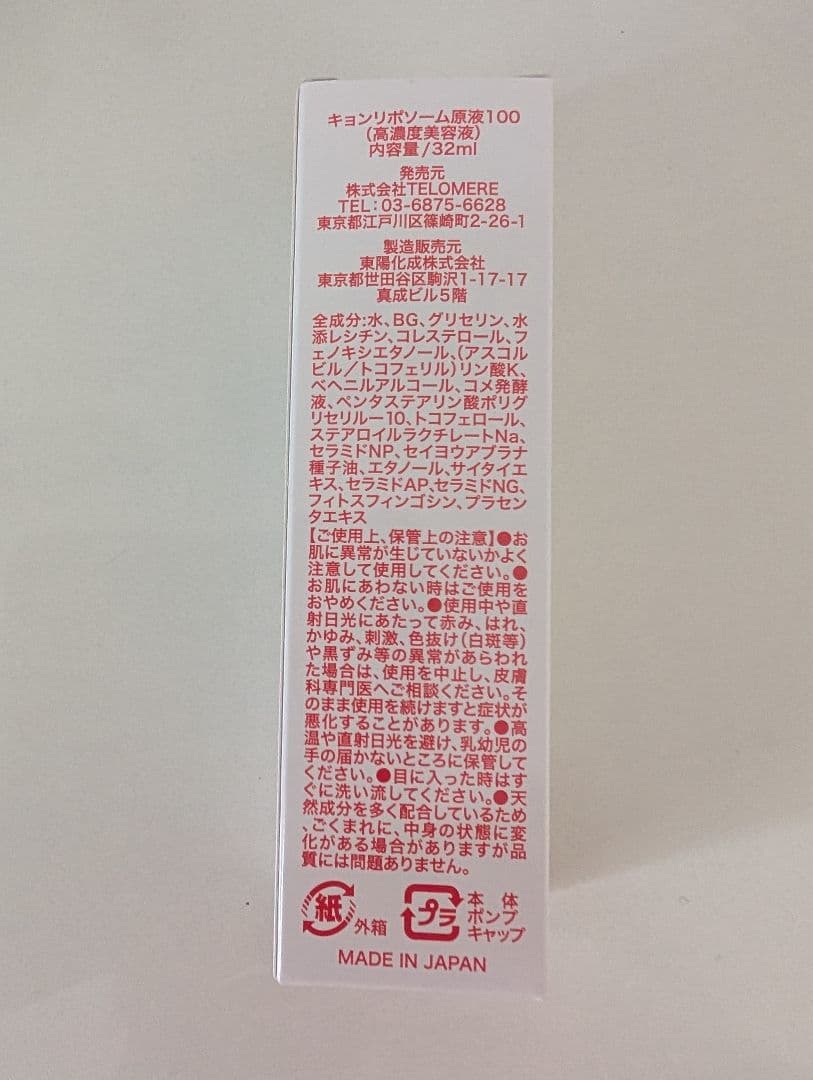 キョンリポソーム原液100
(高濃度美容液)
内容量/32ml
発売元
株式会社TELOMERE
TEL:03-6875-6628
東京都江戸川区篠崎町2-26-1
製造販売元
東陽化成株式会社
東京都世田谷区駒沢1-17-17
真成ビル5階
全成分:水、BG、グリセリン、水
添レシチン、コレステロール、フ
ェノキシエタノール、(アスコル
ビル/トコフェリル)リン酸K、
ベヘニルアルコール、コメ発酵
液、ペンタステアリン酸ポリグ
リセリルー10、トコフェロール、
ステアロイルラクチレートNa、
セラミドNP、セイヨウアブラナ
種子油、エタノール、サイタイエ
キス、セラミドAP、セラミドNG、
フィトスフィンゴシン、プラセン
タエキス
【ご使用上、保管上の注意】●お
肌に異常が生じていないかよく
注意して使用してください。●
お肌にあわない時はご使用を
おやめください。●使用中や直
射日光にあたって赤み、はれ、
かゆみ、刺激、色抜け(白斑等)
や黒ずみ等の異常があらわれ
た場合は、使用を中止し、皮膚
科専門医へご相談ください。そ
のまま使用を続けますと症状が
悪化することがあります。●高
温や直射日光を避け、乳幼児の
手の届かないところに保管して
ください。●目に入った時はす
ぐに洗い流してください。●天
然成分を多く配合しているため
、ごくまれに、中身の状態に変
化がある場合がありますが品
質には問題ありません。
紙 外箱
プラ 本体
ポンプ
キャップ
MADE IN JAPAN